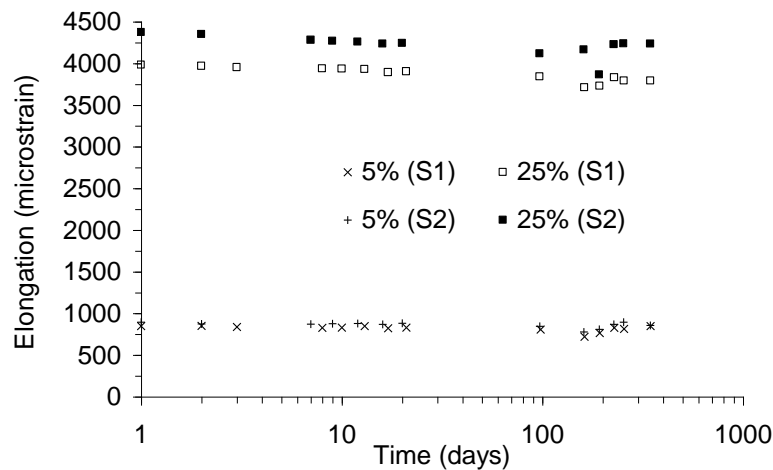 4500
4000
3500
3000
2500
2000
1500
1000
500
0
Elongation (microstrain)
5% (S1)
25% (S1)
5% (S2)
25% (S2)
1
10
100
1000
Time (days)